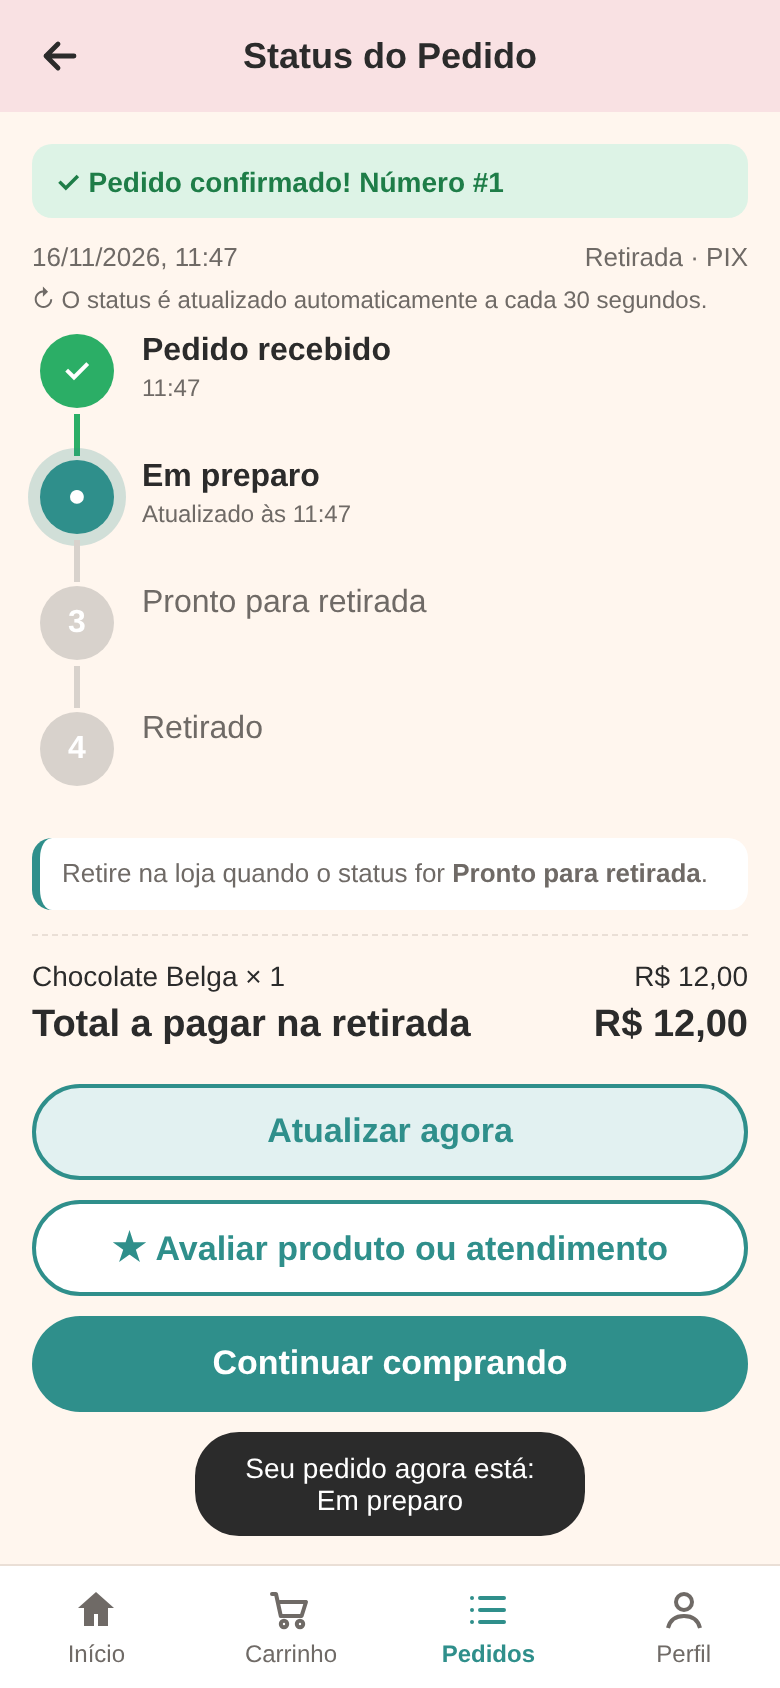 Status do Pedido
✓ Pedido confirmado! Número #1
16/11/2026, 11:47 Retirada · PIX
↻ O status é atualizado automaticamente a cada 30 segundos.
Pedido recebido
11:47
Em preparo
Atualizado às 11:47
3 Pronto para retirada
4 Retirado
Retire na loja quando o status for Pronto para retirada.
Chocolate Belga × 1 R$ 12,00
Total a pagar na retirada R$ 12,00
Atualizar agora
★ Avaliar produto ou atendimento
Continuar comprando
Seu pedido agora está:
Em preparo
Início Carrinho Pedidos Perfil